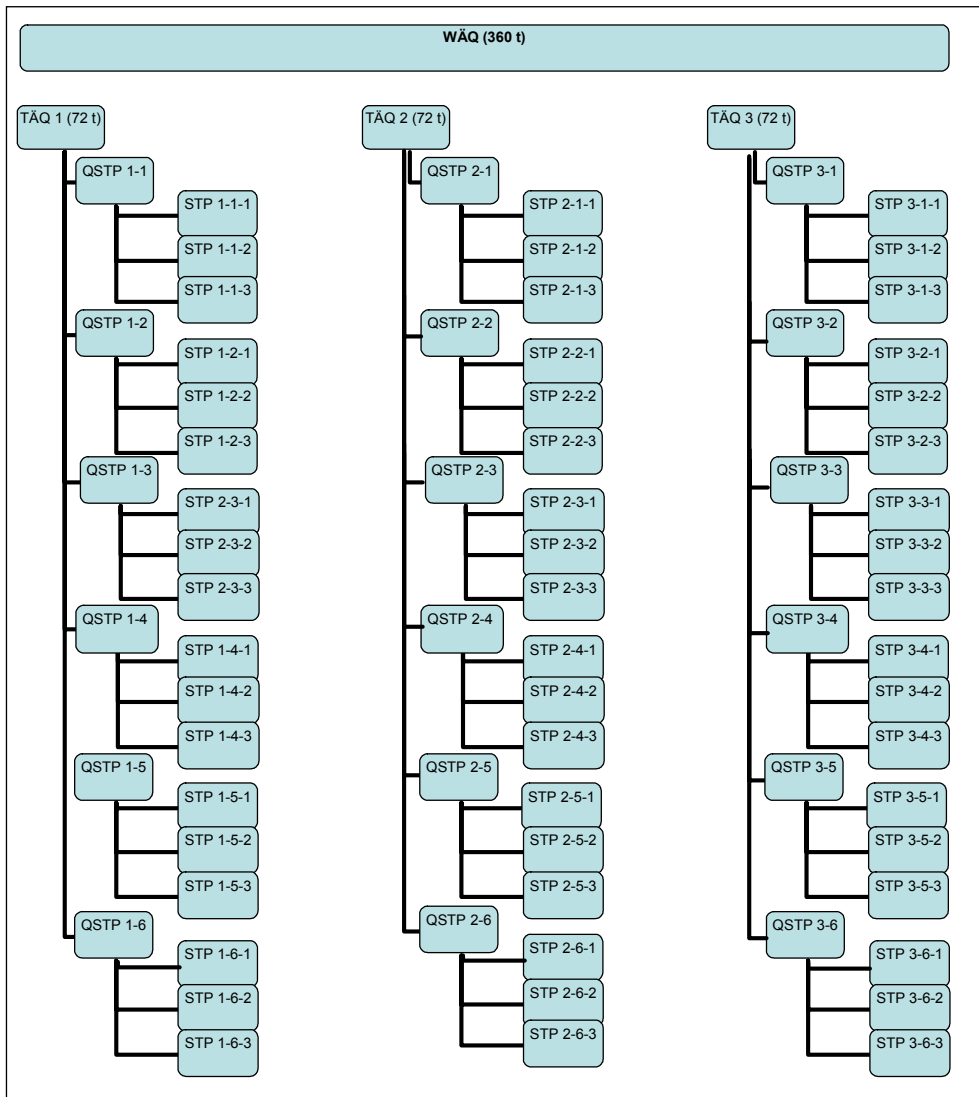 WÄQ (360 t)
TÄQ 1 (72 t)
QSTP 1-1
STP 1-1-1
STP 1-1-2
STP 1-1-3
QSTP 1-2
STP 1-2-1
STP 1-2-2
STP 1-2-3
QSTP 1-3
STP 2-3-1
STP 2-3-2
STP 2-3-3
QSTP 1-4
STP 1-4-1
STP 1-4-2
STP 1-4-3
QSTP 1-5
STP 1-5-1
STP 1-5-2
STP 1-5-3
QSTP 1-6
STP 1-6-1
STP 1-6-2
STP 1-6-3
TÄQ 2 (72 t)
QSTP 2-1
STP 2-1-1
STP 2-1-2
STP 2-1-3
QSTP 2-2
STP 2-2-1
STP 2-2-2
STP 2-2-3
QSTP 2-3
STP 2-3-1
STP 2-3-2
STP 2-3-3
QSTP 2-4
STP 2-4-1
STP 2-4-2
STP 2-4-3
QSTP 2-5
STP 2-5-1
STP 2-5-2
STP 2-5-3
QSTP 2-6
STP 2-6-1
STP 2-6-2
STP 2-6-3
TÄQ 3 (72 t)
QSTP 3-1
STP 3-1-1
STP 3-1-2
STP 3-1-3
QSTP 3-2
STP 3-2-1
STP 3-2-2
STP 3-2-3
QSTP 3-3
STP 3-3-1
STP 3-3-2
STP 3-3-3
QSTP 3-4
STP 3-4-1
STP 3-4-2
STP 3-4-3
QSTP 3-5
STP 3-5-1
STP 3-5-2
STP 3-5-3
QSTP 3-6
STP 3-6-1
STP 3-6-2
STP 3-6-3